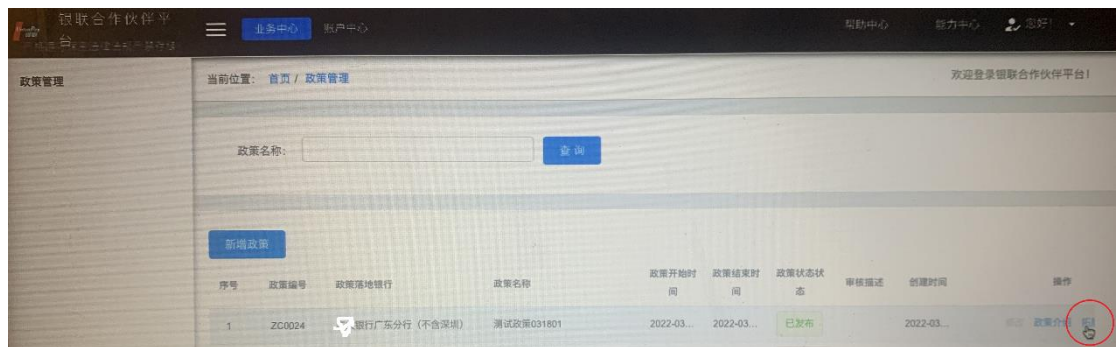 银联合作伙伴平台
业务中心 账户中心 帮助中心 能力中心 您好!
政策管理 当前位置: 首页 / 政策管理 欢迎登录银联合作伙伴平台!
政策名称: 查 询
新增政策
序号 政策编号 政策落地银行 政策名称 政策开始时间 政策结束时间 政策状态状态 审核描述 创建时间 操作
1 ZC0024 银行广东分行 (不含深圳) 测试政策031801 2022-03... 2022-03... 已发布 2022-03... 政策介绍